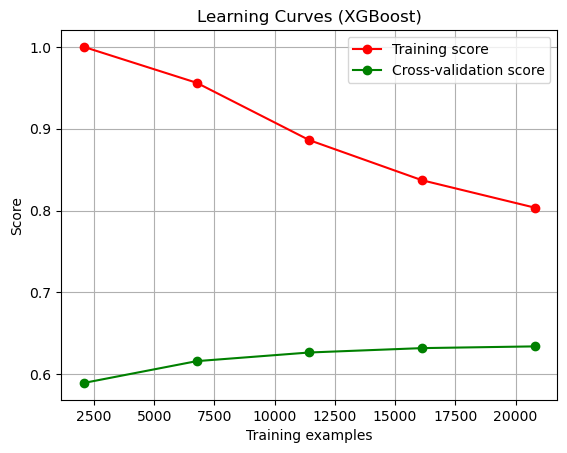 Learning Curves (XGBoost)
Training score
Cross-validation score
Score
1.0
0.9
0.8
0.7
0.6
2500 5000 7500 10000 12500 15000 17500 20000
Training examples